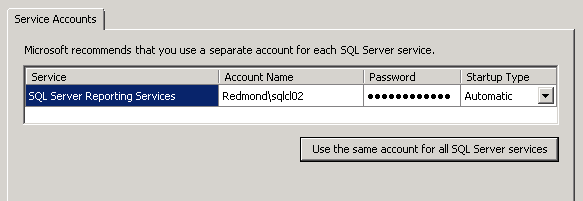 Service Accounts
Microsoft recommends that you use a separate account for each SQL Server service.
Service Account Name Password Startup Type
SQL Server Reporting Services Redmond\sqlcl02 ●●●●●●●●●●●● Automatic
Use the same account for all SQL Server services